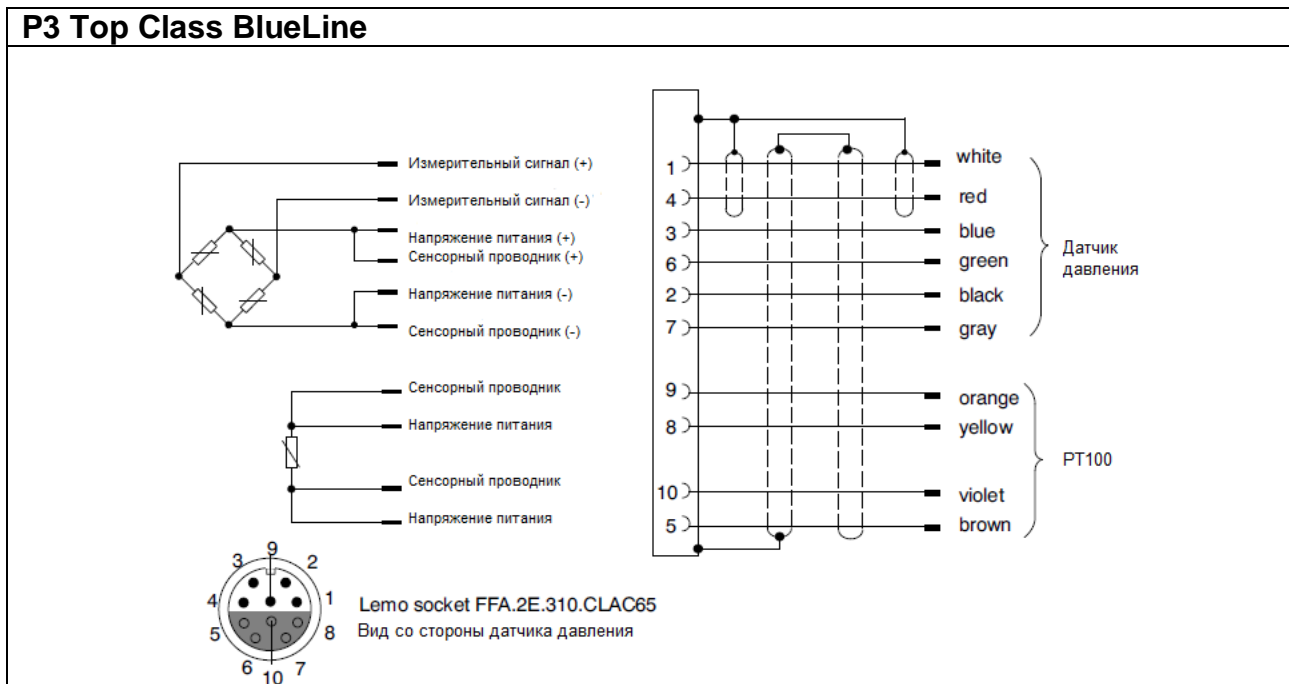 P3 Top Class BlueLine
Измерительный сигнал (+)
Измерительный сигнал (-)
Напряжение питания (+)
Сенсорный проводник (+)
Напряжение питания (-)
Сенсорный проводник (-)
Сенсорный проводник
Напряжение питания
Сенсорный проводник
Напряжение питания
1 white
4 red
3 blue
6 green
2 black
7 gray
Датчик
давления
9 orange
8 yellow
10 violet
5 brown
PT100
9
3 2
4 1
5 8
6 7
10
Lemo socket FFA.2E.310.CLAC65
Вид со стороны датчика давления